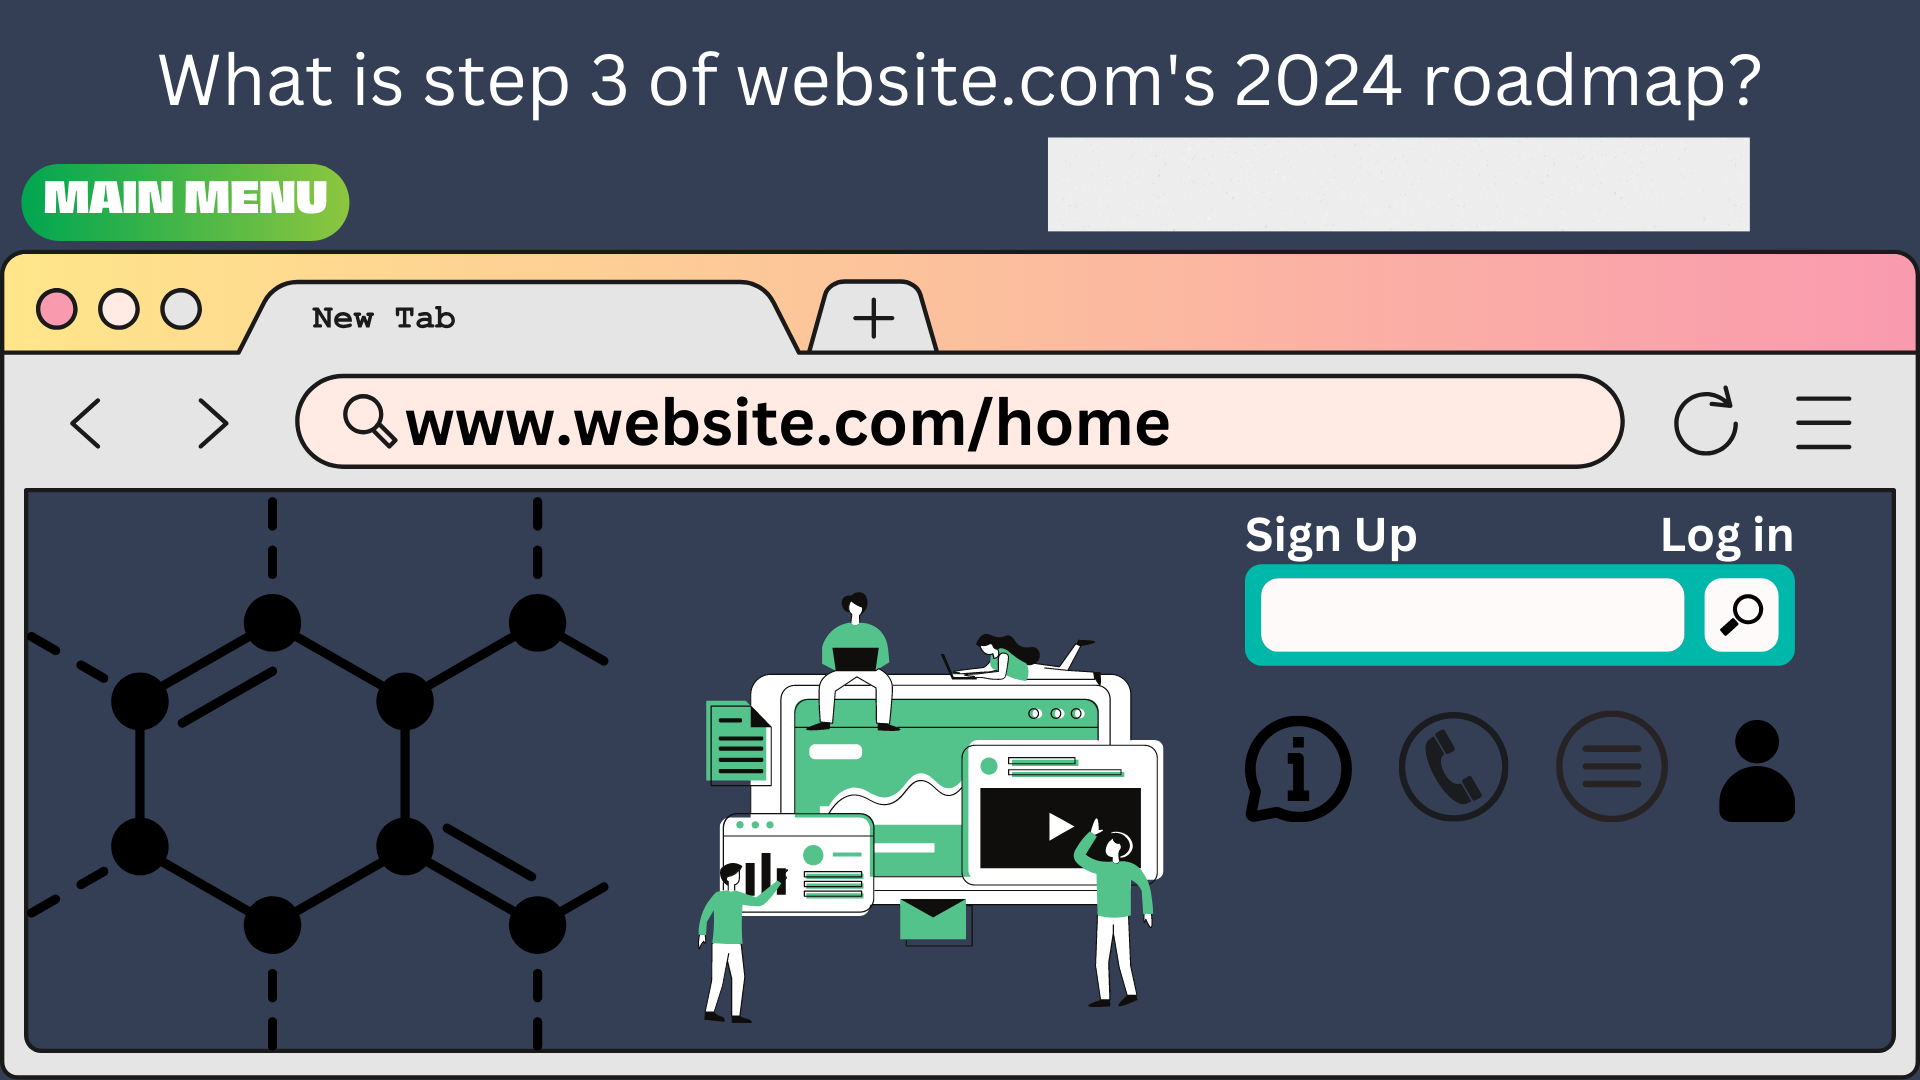 What is step 3 of website.com's 2024 roadmap?
MAIN MENU
New Tab
www.website.com/home
Sign Up
Log in